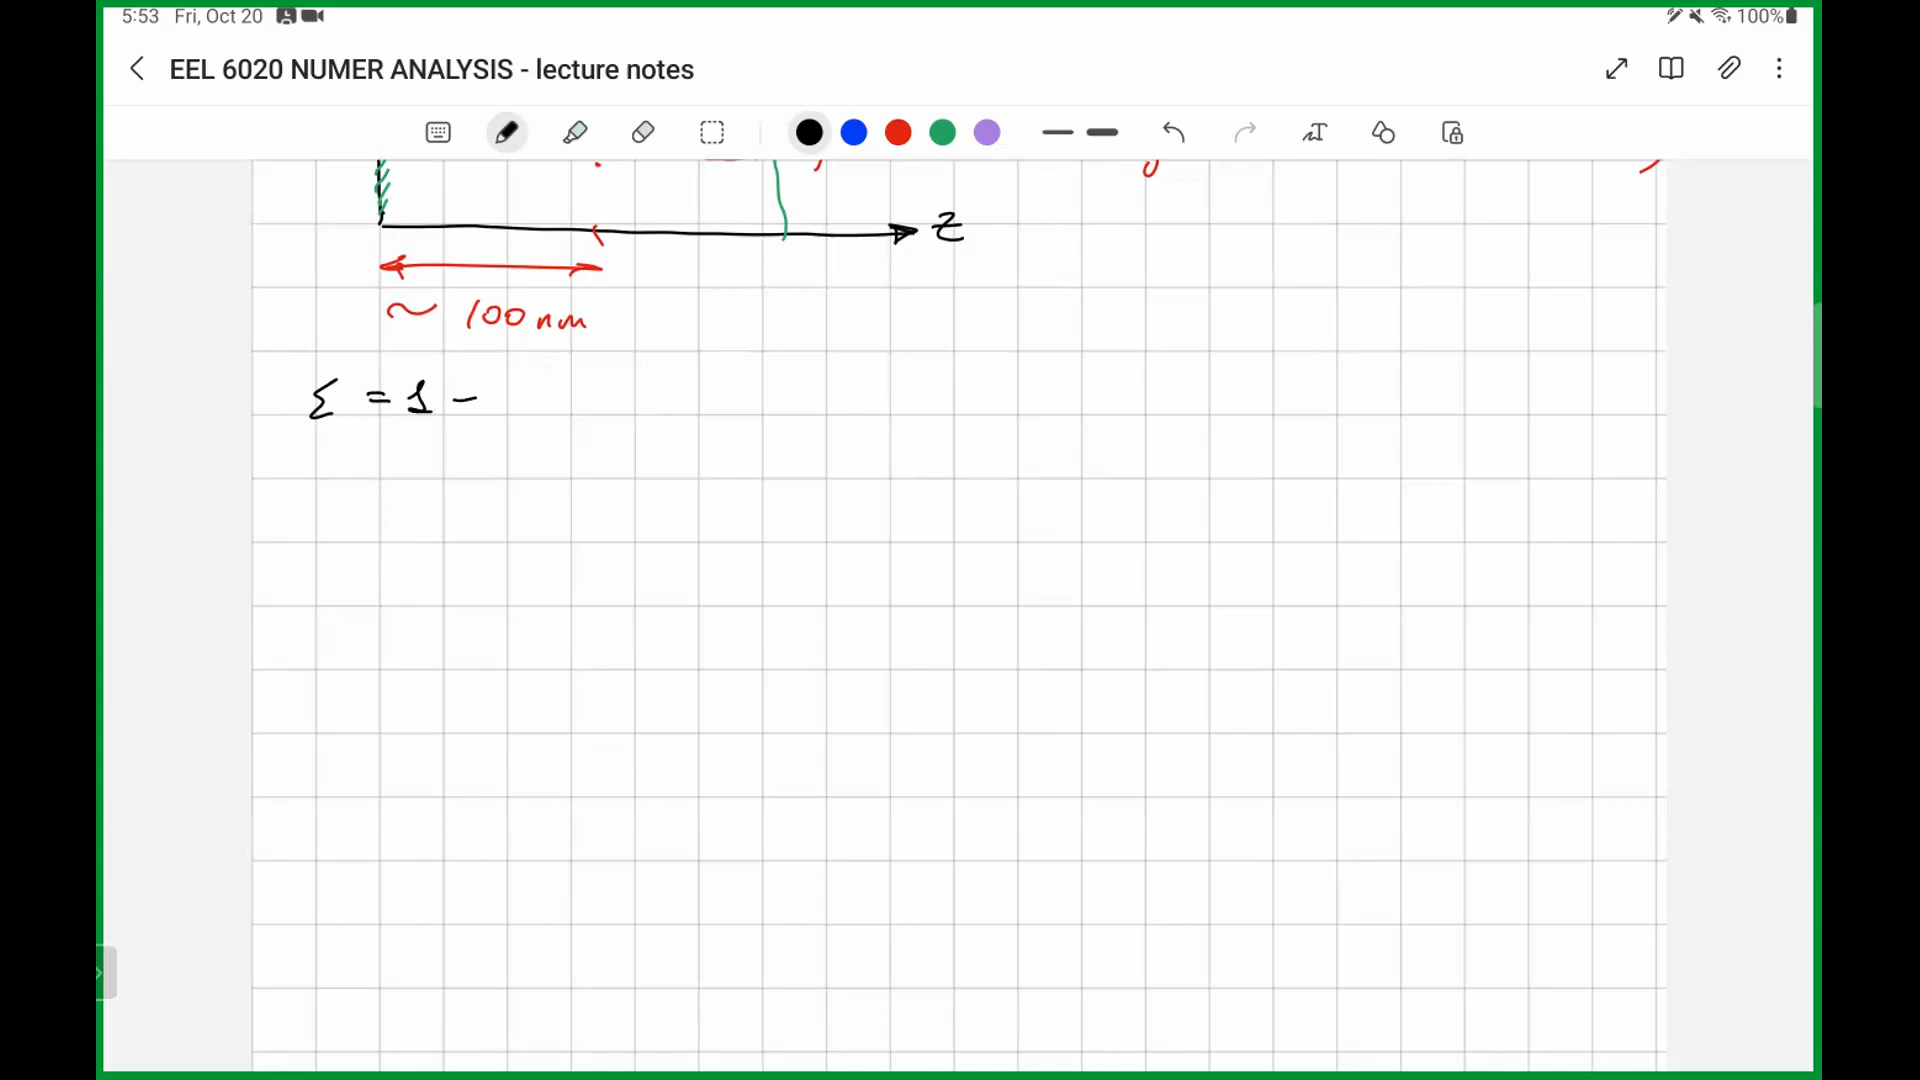 5:53 Fri, Oct 20 100%
EEL 6020 NUMER ANALYSIS - lecture notes
z
~ 100 nm
Σ = 1 -